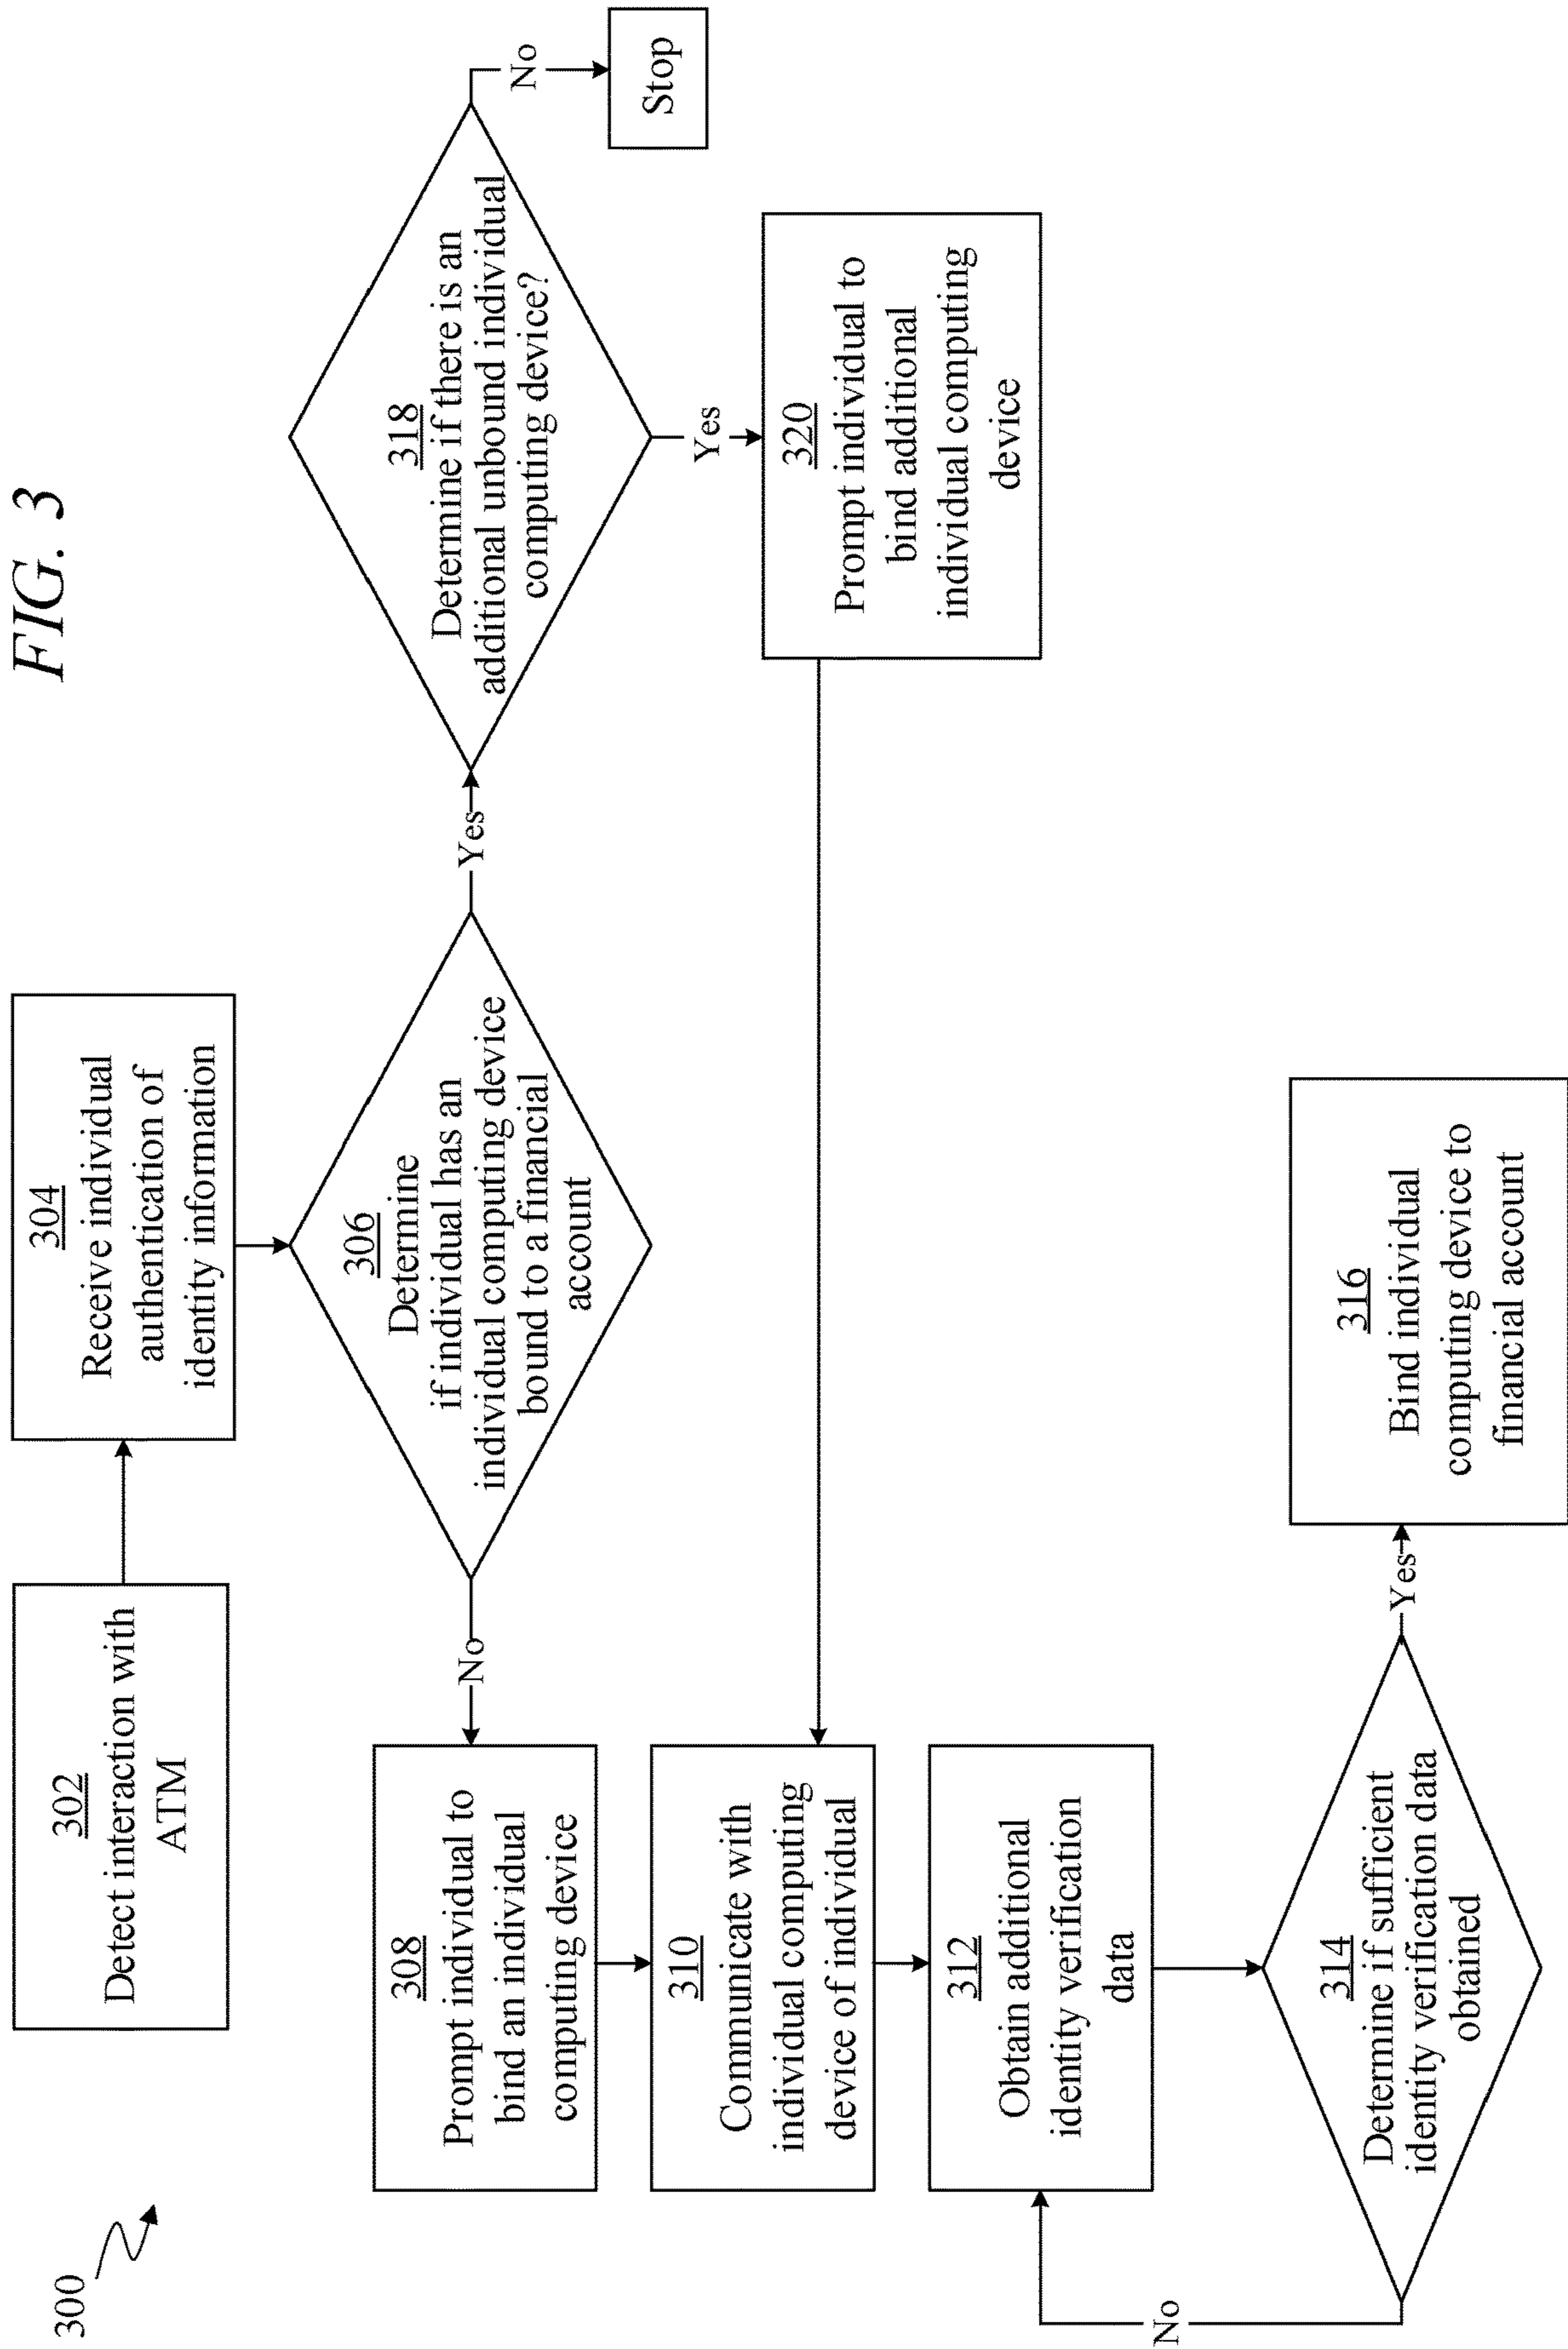 FIG. 3
300
302
Detect interaction with
ATM
304
Receive individual
authentication of
identity information
306
Determine
if individual has an
individual computing device
bound to a financial
account
No
Yes
308
Prompt individual to
bind an individual
computing device
310
Communicate with
individual computing
device of individual
312
Obtain additional
identity verification
data
314
Determine if sufficient
identity verification data
obtained
No
Yes
316
Bind individual
computing device to
financial account
318
Determine if there is an
additional unbound individual
computing device?
No
Stop
Yes
320
Prompt individual to
bind additional
individual computing
device